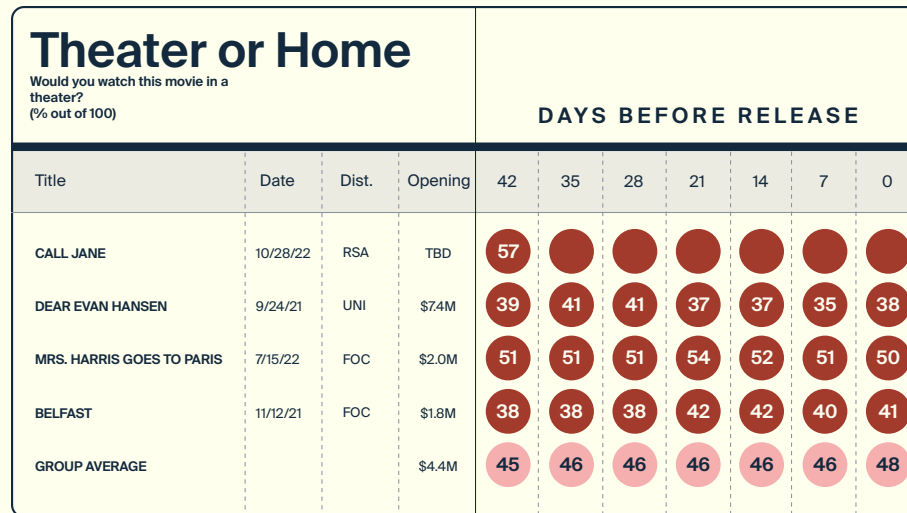 Theater or Home
Would you watch this movie in a
theater?
(% out of 100)
DAYS BEFORE RELEASE
Title Date Dist. Opening 42 35 28 21 14 7 0
CALL JANE 10/28/22 RSA TBD 57
DEAR EVAN HANSEN 9/24/21 UNI $7.4M 39 41 41 37 37 35 38
MRS. HARRIS GOES TO PARIS 7/15/22 FOC $2.0M 51 51 51 54 52 51 50
BELFAST 11/12/21 FOC $1.8M 38 38 38 42 42 40 41
GROUP AVERAGE $4.4M 45 46 46 46 46 46 48